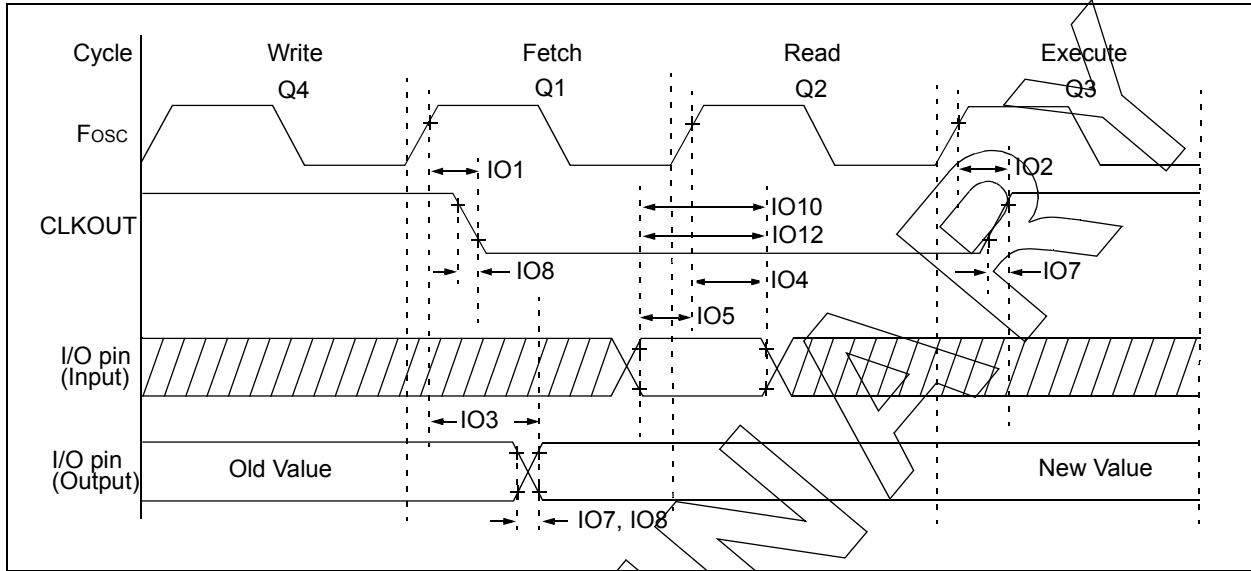 Cycle Write Fetch Read Execute
Q4 Q1 Q2 Q3
FOSC
IO1 IO2
IO10
CLKOUT IO12
IO8 IO4 IO7
IO5
I/O pin
(Input)
IO3
I/O pin
(Output) Old Value New Value
IO7, IO8